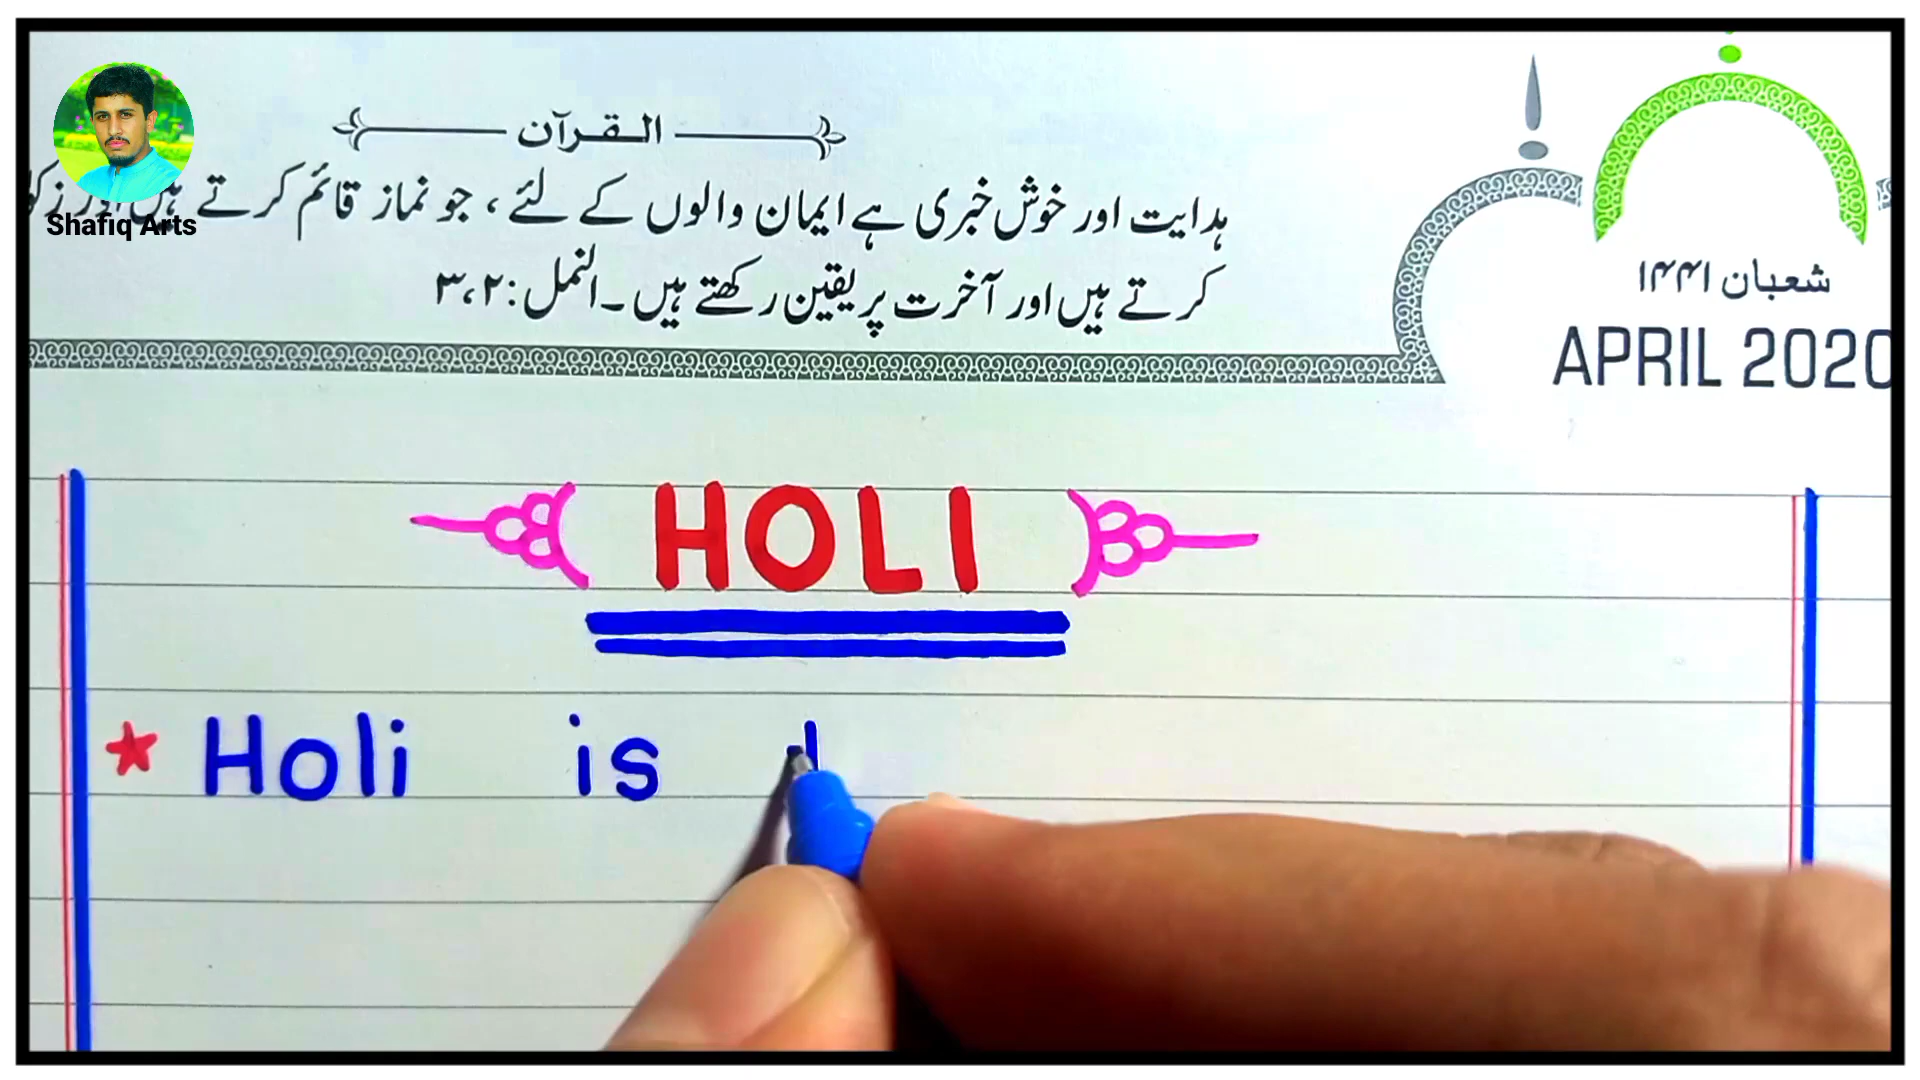 القرآن
ہدایت اور خوش خبری ہے ایمان والوں کے لئے، جو نماز قائم کرتے ہیں اور
کرتے ہیں اور آخرت پر یقین رکھتے ہیں۔ النمل: ۲،۳
Shafiq Arts
شعبان ۱۴۴۱
APRIL 2020
HOLI
Holi is